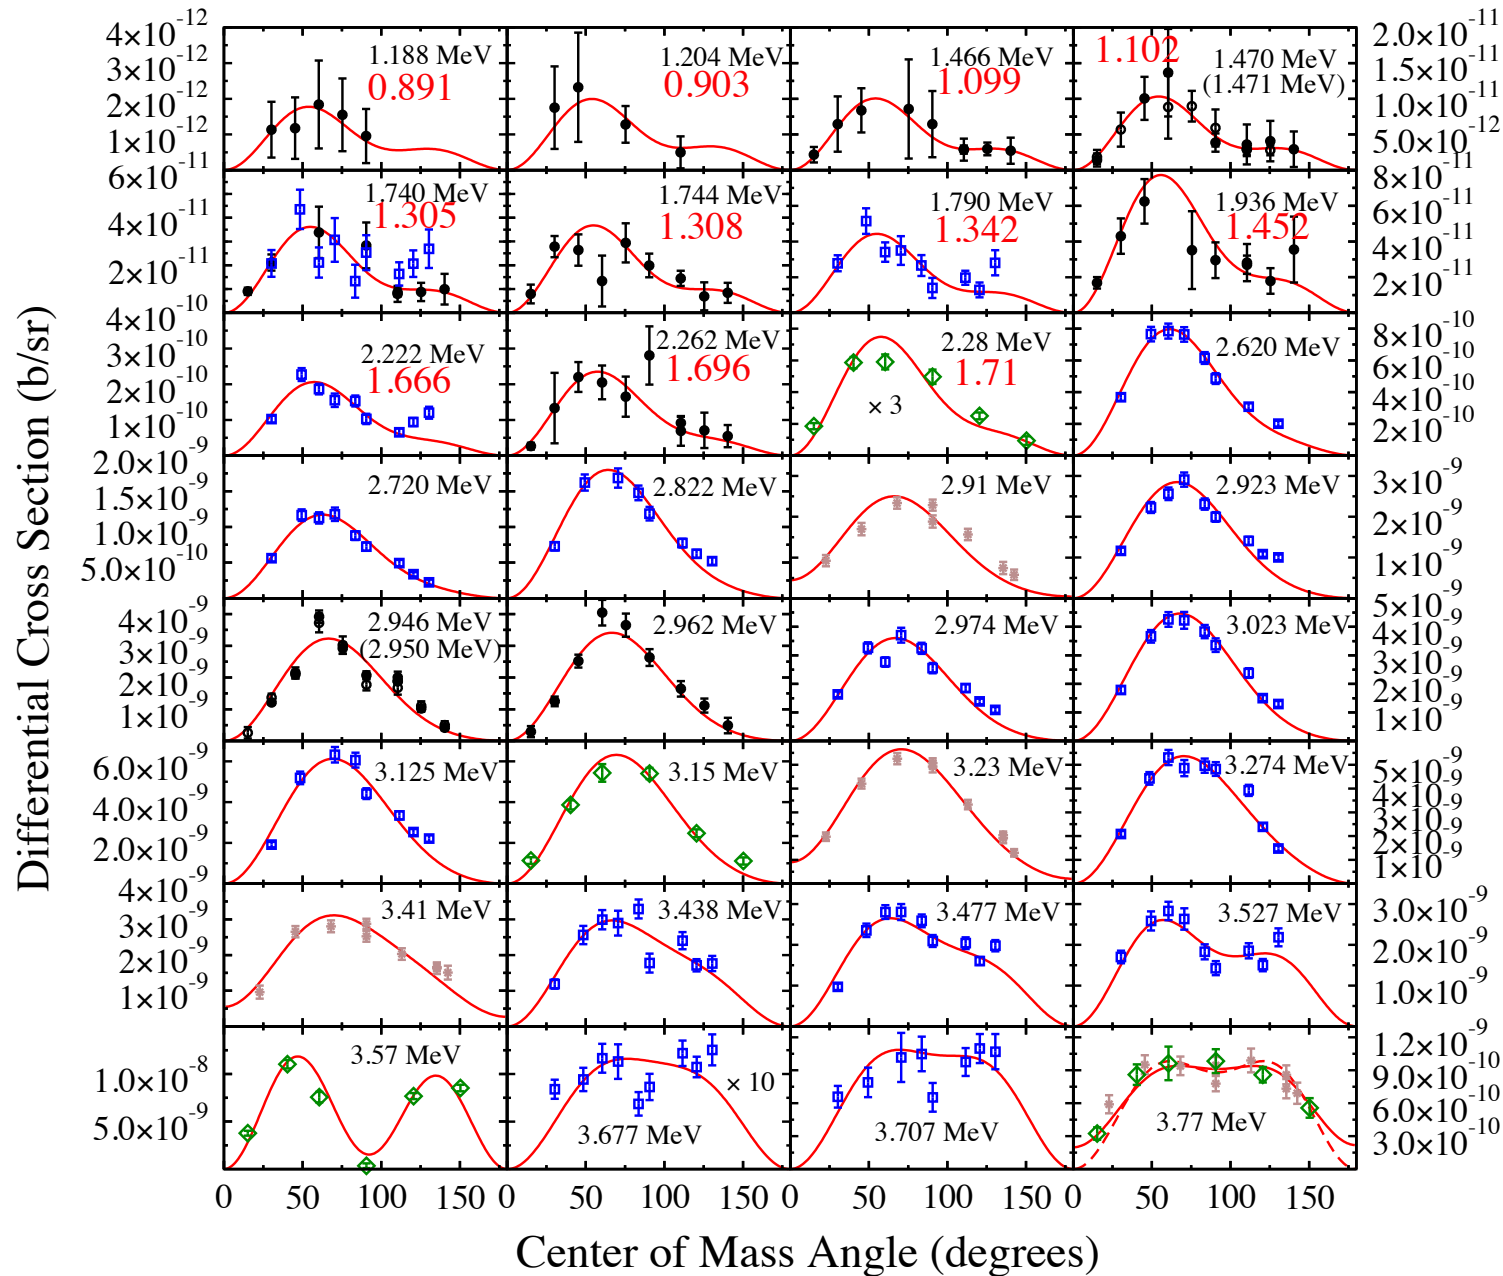 Differential Cross Section (b/sr)
4×10⁻¹²
3×10⁻¹²
2×10⁻¹²
1×10⁻¹²
1.188 MeV
0.891
1.204 MeV
0.903
1.466 MeV
1.099
1.102
1.470 MeV
(1.471 MeV)
2.0×10⁻¹¹
1.5×10⁻¹¹
1.0×10⁻¹¹
5.0×10⁻¹²
6×10⁻¹¹
4×10⁻¹¹
2×10⁻¹¹
1.740 MeV
1.305
1.744 MeV
1.308
1.790 MeV
1.342
1.936 MeV
1.452
8×10⁻¹¹
6×10⁻¹¹
4×10⁻¹¹
2×10⁻¹¹
4×10⁻¹⁰
3×10⁻¹⁰
2×10⁻¹⁰
1×10⁻¹⁰
2.222 MeV
1.666
2.262 MeV
1.696
2.28 MeV
1.71
× 3
2.620 MeV
8×10⁻¹⁰
6×10⁻¹⁰
4×10⁻¹⁰
2×10⁻¹⁰
2.0×10⁻⁹
1.5×10⁻⁹
1.0×10⁻⁹
5.0×10⁻¹⁰
2.720 MeV
2.822 MeV
2.91 MeV
2.923 MeV
3×10⁻⁹
2×10⁻⁹
1×10⁻⁹
4×10⁻⁹
3×10⁻⁹
2×10⁻⁹
1×10⁻⁹
2.946 MeV
(2.950 MeV)
2.962 MeV
2.974 MeV
3.023 MeV
5×10⁻⁹
4×10⁻⁹
3×10⁻⁹
2×10⁻⁹
1×10⁻⁹
6.0×10⁻⁹
4.0×10⁻⁹
2.0×10⁻⁹
3.125 MeV
3.15 MeV
3.23 MeV
3.274 MeV
5×10⁻⁹
4×10⁻⁹
3×10⁻⁹
2×10⁻⁹
1×10⁻⁹
4×10⁻⁹
3×10⁻⁹
2×10⁻⁹
1×10⁻⁹
3.41 MeV
3.438 MeV
3.477 MeV
3.527 MeV
3.0×10⁻⁹
2.0×10⁻⁹
1.0×10⁻⁹
1.0×10⁻⁸
5.0×10⁻⁹
3.57 MeV
× 10
3.677 MeV
3.707 MeV
3.77 MeV
1.2×10⁻⁹
9.0×10⁻¹⁰
6.0×10⁻¹⁰
3.0×10⁻¹⁰
0 50 100 150 0 50 100 150 0 50 100 150 0 50 100 150
Center of Mass Angle (degrees)